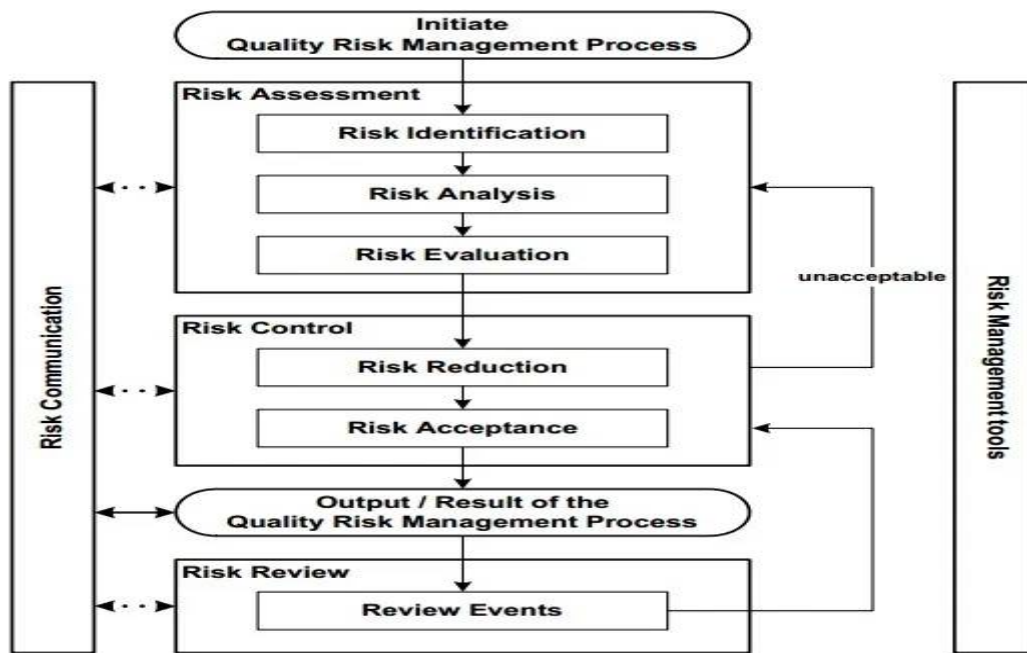 Initiate
Quality Risk Management Process
Risk Assessment
Risk Identification
Risk Analysis
Risk Evaluation
unacceptable
Risk Control
Risk Reduction
Risk Acceptance
Output / Result of the
Quality Risk Management Process
Risk Review
Review Events
Risk Communication
Risk Management tools